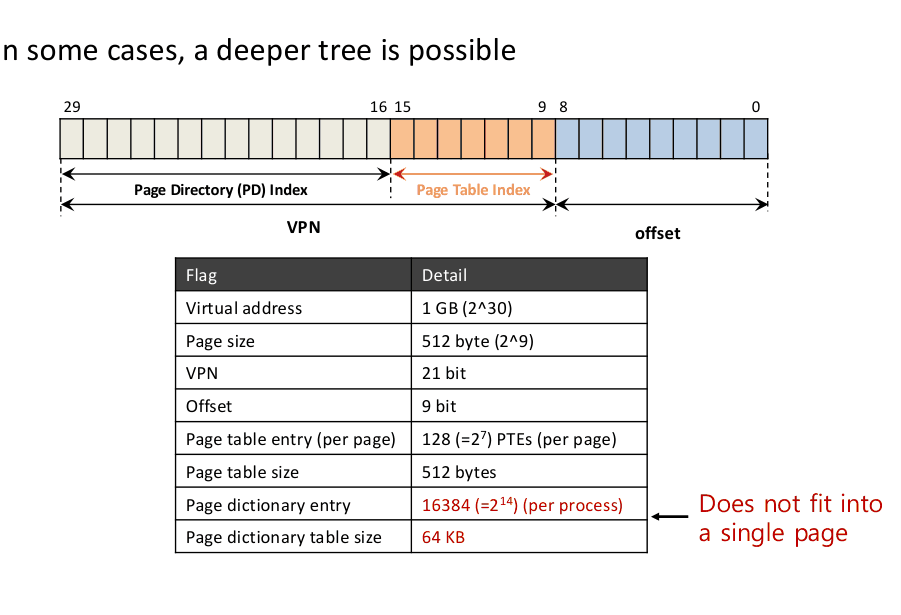 n some cases, a deeper tree is possible
29 16 15 9 8 0
Page Directory (PD) Index Page Table Index
VPN offset
Flag Detail
Virtual address 1 GB (2^30)
Page size 512 byte (2^9)
VPN 21 bit
Offset 9 bit
Page table entry (per page) 128 (=2⁷) PTEs (per page)
Page table size 512 bytes
Page dictionary entry 16384 (=2¹⁴) (per process)
Page dictionary table size 64 KB
Does not fit into
a single page